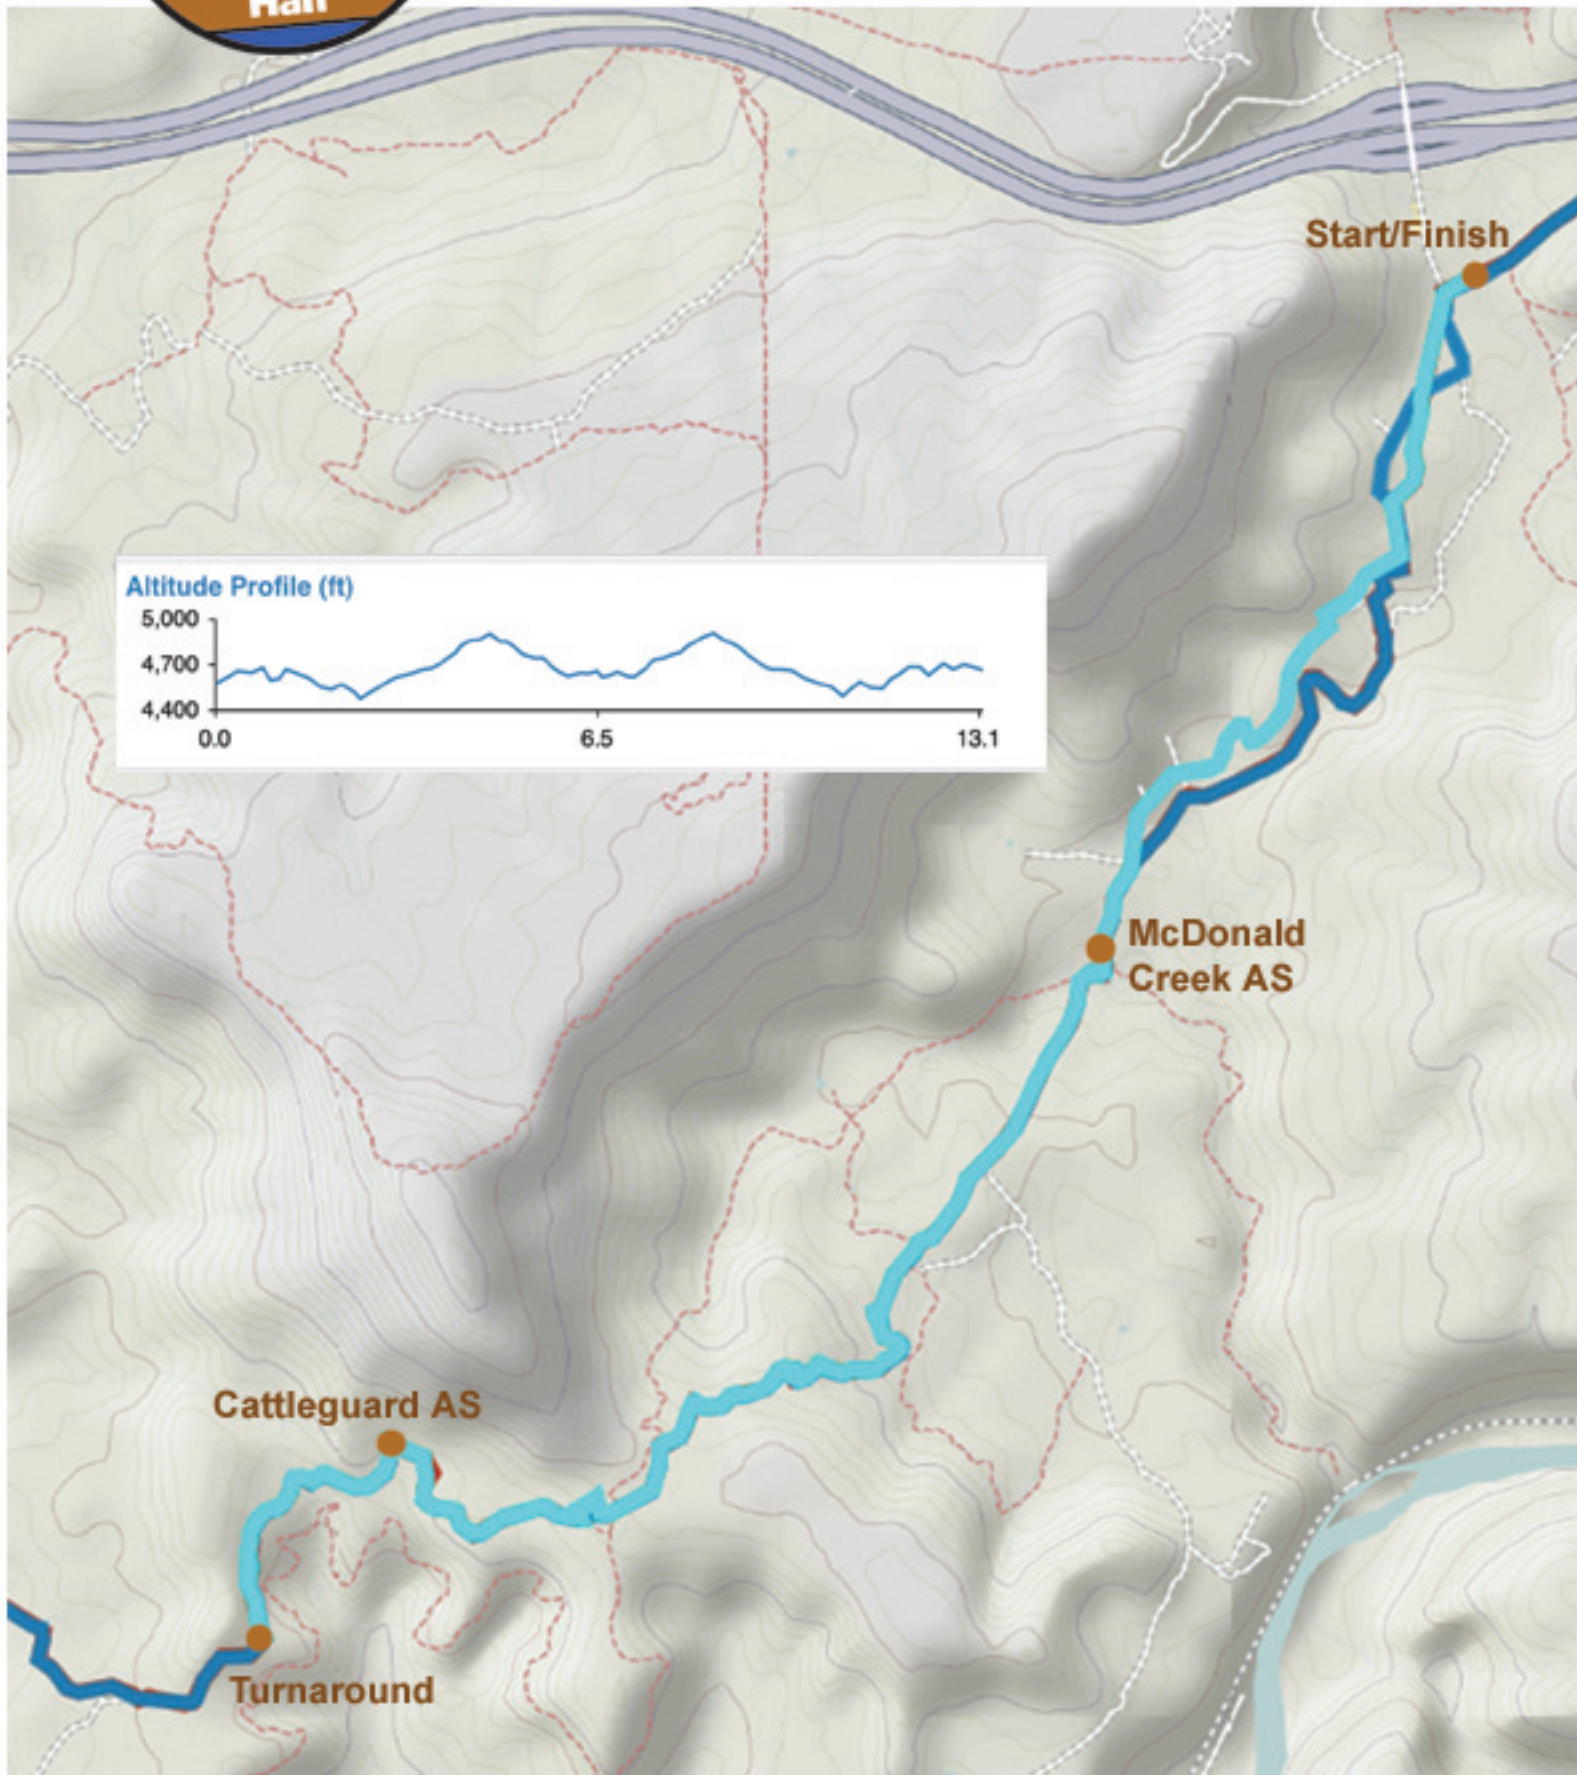 Half
Start/Finish
Altitude Profile (ft)
5,000
4,700
4,400
0.0
6.5
13.1
McDonald
Creek AS
Cattleguard AS
Turnaround